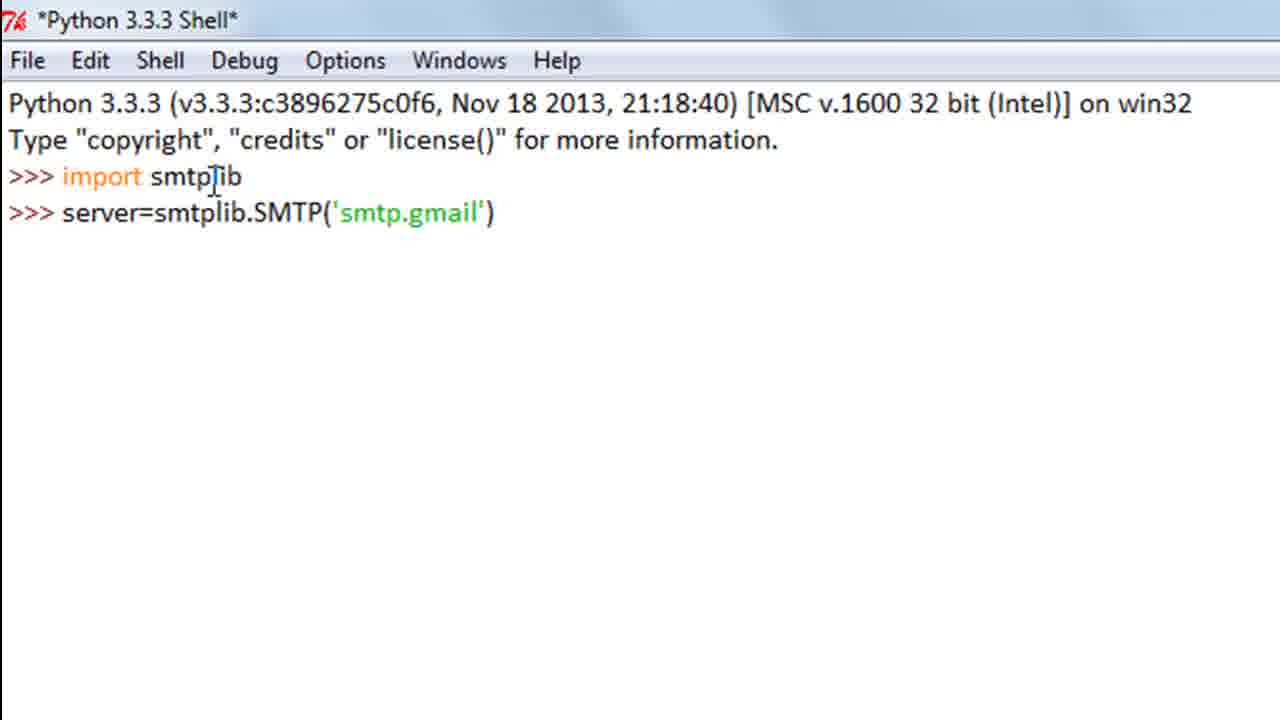 *Python 3.3.3 Shell*
File Edit Shell Debug Options Windows Help
Python 3.3.3 (v3.3.3:c3896275c0f6, Nov 18 2013, 21:18:40) [MSC v.1600 32 bit (Intel)] on win32
Type "copyright", "credits" or "license()" for more information.
>>> import smtplib
>>> server=smtplib.SMTP('smtp.gmail')